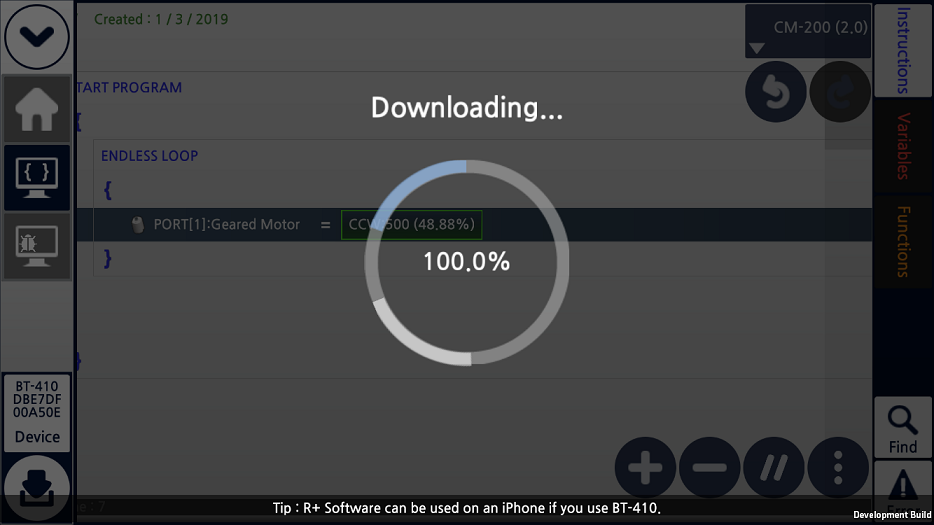 Created : 1 / 3 / 2019
CM-200 (2.0)
Instructions
TART PROGRAM
{
Downloading...
Variables
ENDLESS LOOP
{
PORT[1]:Geared Motor = CCW:500 (48.88%)
Functions
}
100.0%
}
BT-410
DBE7DF
00A50E
Device
Find
: 7
Tip : R+ Software can be used on an iPhone if you use BT-410.
Development Build